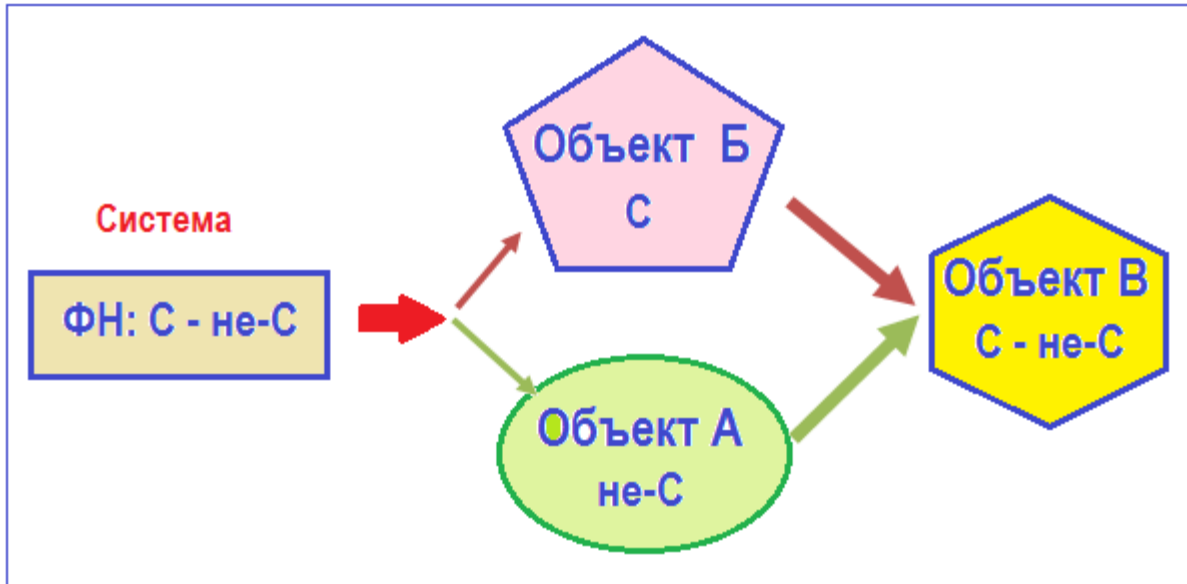 Система
ФН: С - не-С
Объект Б
С
Объект А
не-С
Объект В
С - не-С